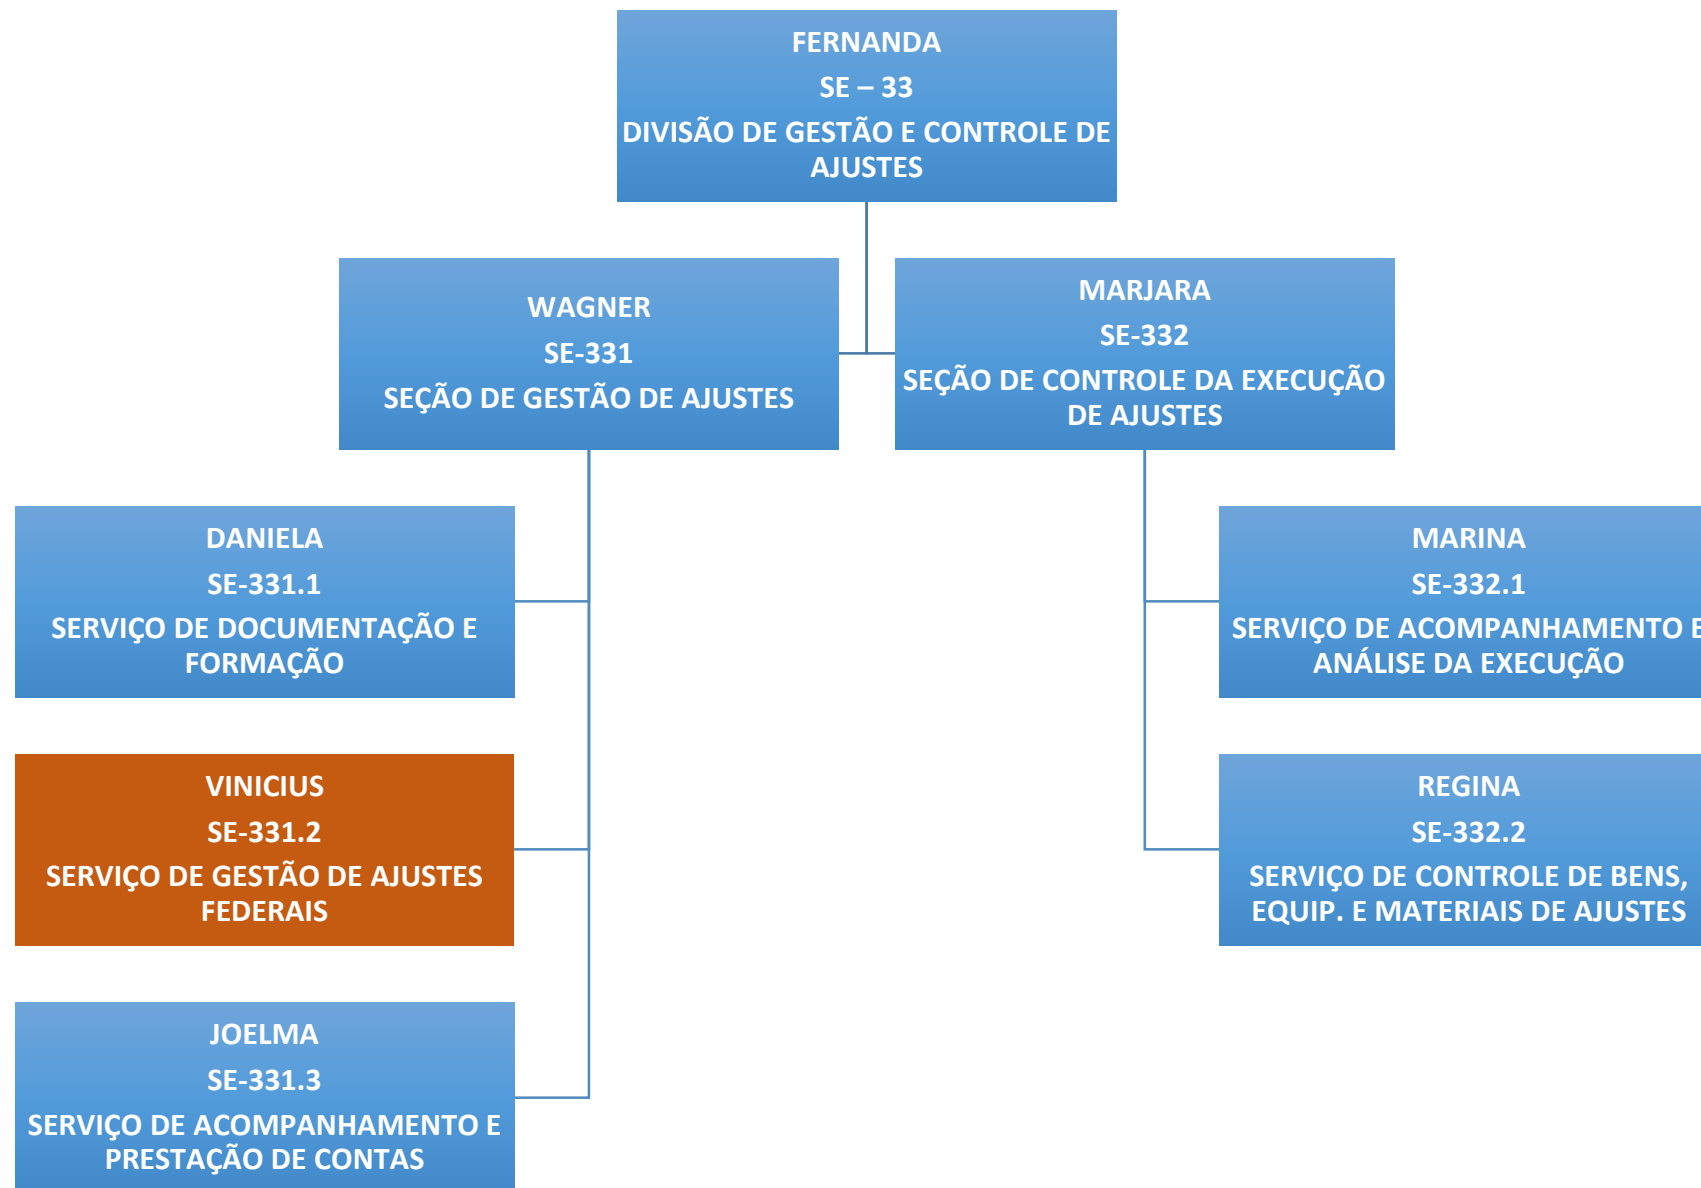 FERNANDA
SE – 33
DIVISÃO DE GESTÃO E CONTROLE DE
AJUSTES
WAGNER
SE-331
SEÇÃO DE GESTÃO DE AJUSTES
MARJARA
SE-332
SEÇÃO DE CONTROLE DA EXECUÇÃO
DE AJUSTES
DANIELA
SE-331.1
SERVIÇO DE DOCUMENTAÇÃO E
FORMAÇÃO
MARINA
SE-332.1
SERVIÇO DE ACOMPANHAMENTO E
ANÁLISE DA EXECUÇÃO
VINICIUS
SE-331.2
SERVIÇO DE GESTÃO DE AJUSTES
FEDERAIS
REGINA
SE-332.2
SERVIÇO DE CONTROLE DE BENS,
EQUIP. E MATERIAIS DE AJUSTES
JOELMA
SE-331.3
SERVIÇO DE ACOMPANHAMENTO E
PRESTAÇÃO DE CONTAS